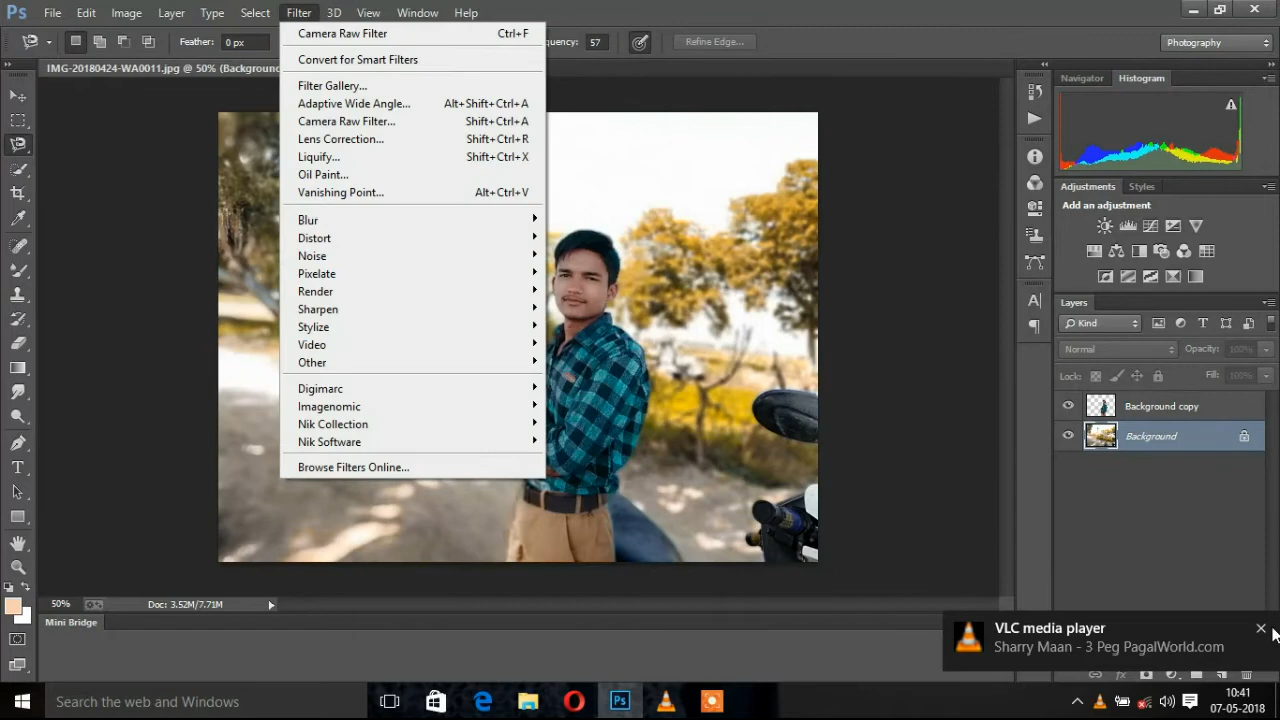 Ps File Edit Image Layer Type Select Filter 3D View Window Help
Feather: 0 px
quency: 57
Refine Edge...
Photography
IMG-20180424-WA0011.jpg @ 50% (Background
Camera Raw Filter Ctrl+F
Convert for Smart Filters
Filter Gallery...
Adaptive Wide Angle... Alt+Shift+Ctrl+A
Camera Raw Filter... Shift+Ctrl+A
Lens Correction... Shift+Ctrl+R
Liquify... Shift+Ctrl+X
Oil Paint...
Vanishing Point... Alt+Ctrl+V
Blur
Distort
Noise
Pixelate
Render
Sharpen
Stylize
Video
Other
Digimarc
Imagenomic
Nik Collection
Nik Software
Browse Filters Online...
Navigator Histogram
Adjustments Styles
Add an adjustment
Layers
Kind
Normal Opacity: 100%
Lock: Fill: 100%
Background copy
Background
50% Doc: 3.52M/7.71M
Mini Bridge
VLC media player
Sharry Maan - 3 Peg PagalWorld.com
Search the web and Windows
Ps
10:41
07-05-2018